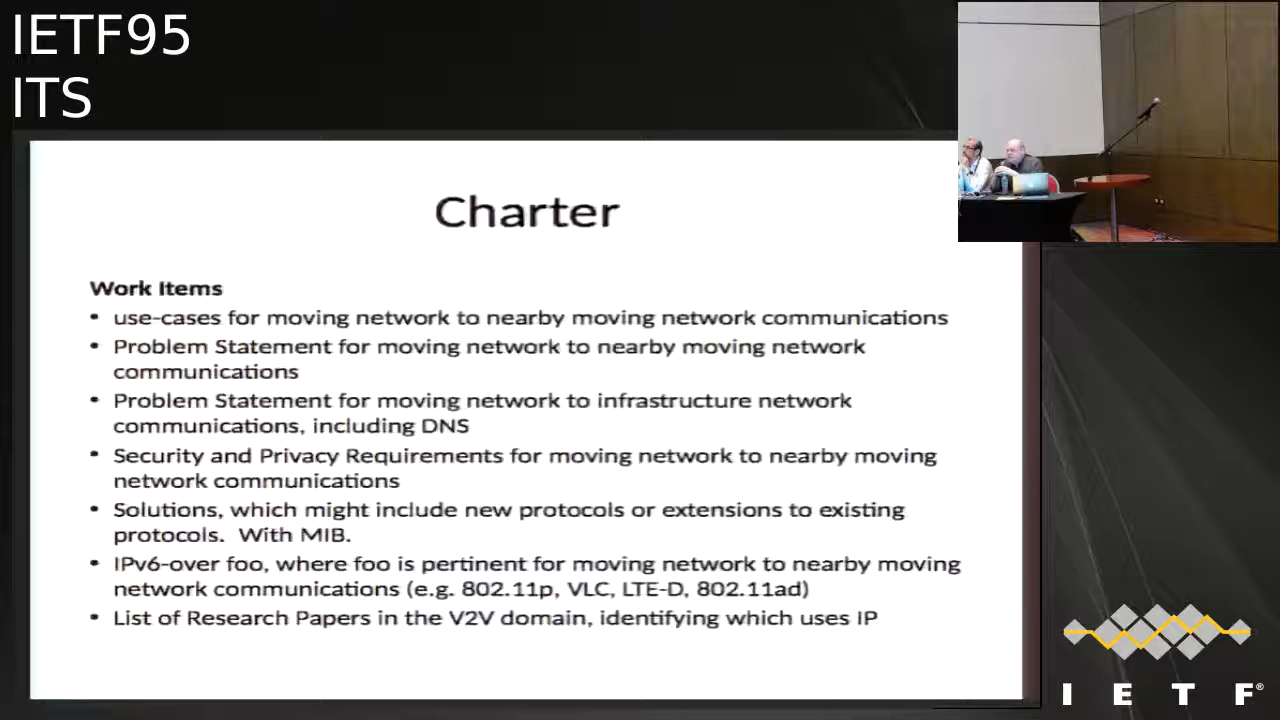 IETF95
ITS
Charter
Work Items
• use-cases for moving network to nearby moving network communications
• Problem Statement for moving network to nearby moving network
communications
• Problem Statement for moving network to infrastructure network
communications, including DNS
• Security and Privacy Requirements for moving network to nearby moving
network communications
• Solutions, which might include new protocols or extensions to existing
protocols.  With MIB.
• IPv6-over foo, where foo is pertinent for moving network to nearby moving
network communications (e.g. 802.11p, VLC, LTE-D, 802.11ad)
• List of Research Papers in the V2V domain, identifying which uses IP
I E T F®